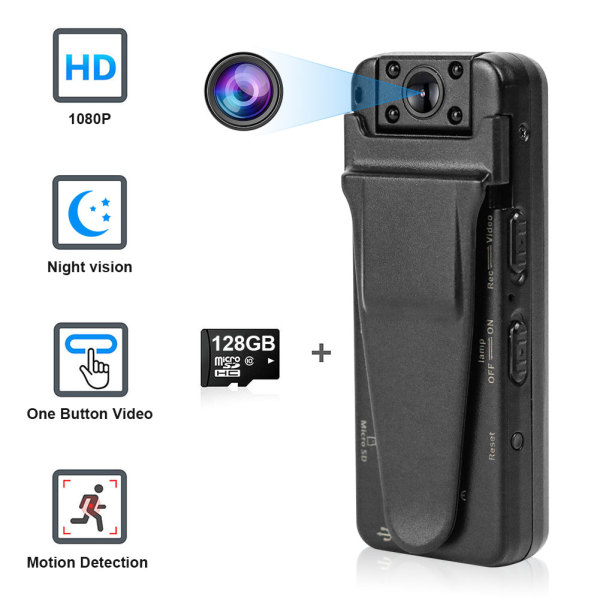 HD
1080P
Night vision
One Button Video
Motion Detection
128GB
micro
SD
HC
10
Rec
Video
lamp
OFF
ON
Reset
Micro SD